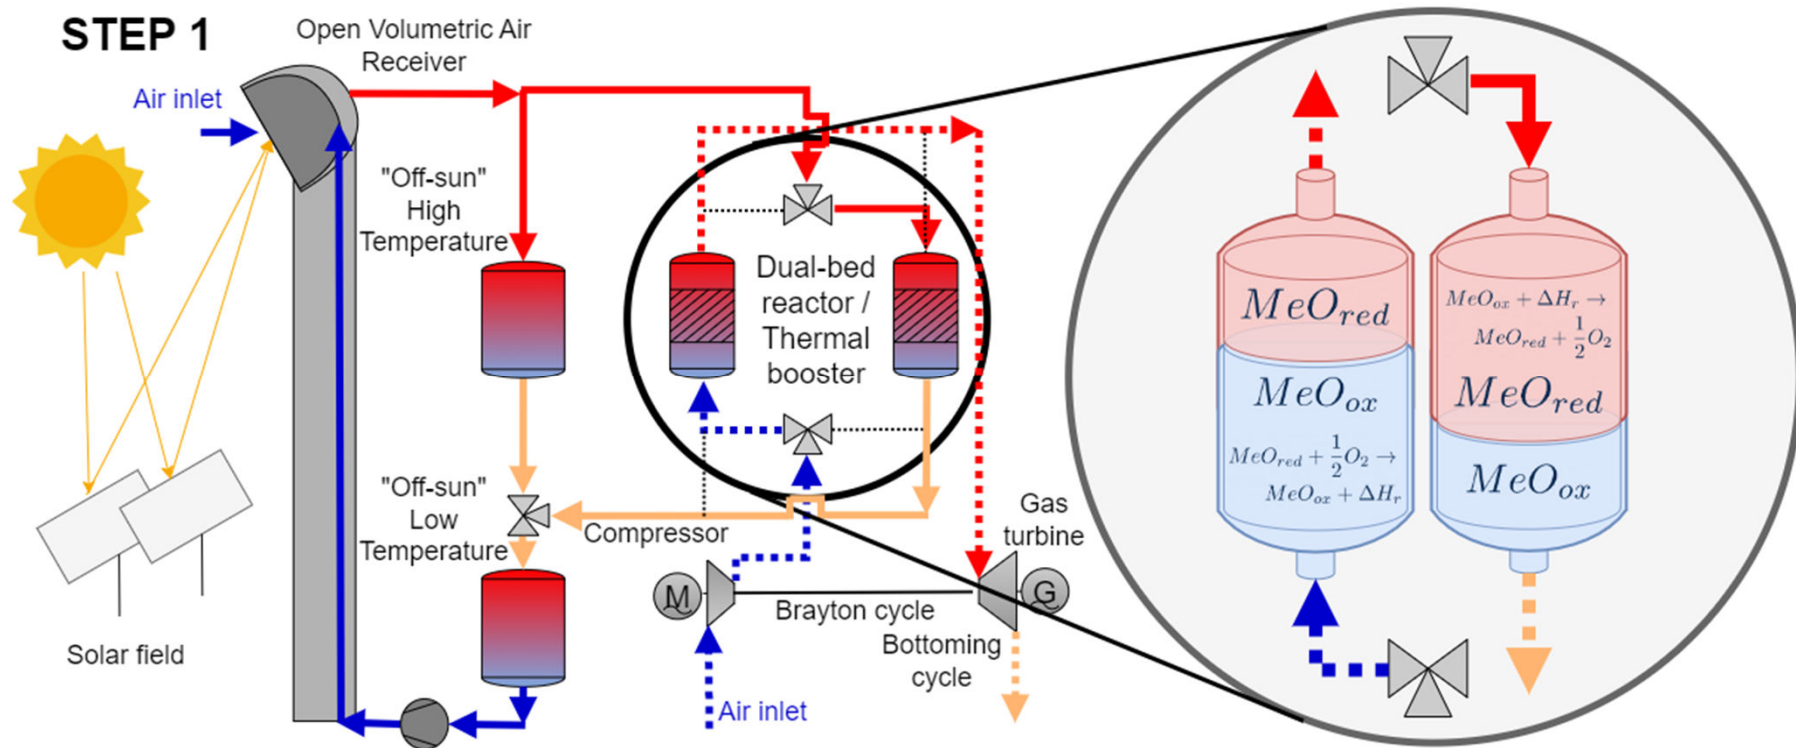 STEP 1
Open Volumetric Air
Receiver
Air inlet
"Off-sun"
High
Temperature
Dual-bed
reactor /
Thermal
booster
"Off-sun"
Low
Temperature
Compressor
Gas
turbine
M
G
Brayton cycle
Bottoming
cycle
Air inlet
Solar field
MeO_red
MeO_ox
MeO_red + 1/2 O_2 →
MeO_ox + ΔH_r
MeO_ox + ΔH_r →
MeO_red + 1/2 O_2
MeO_red
MeO_ox